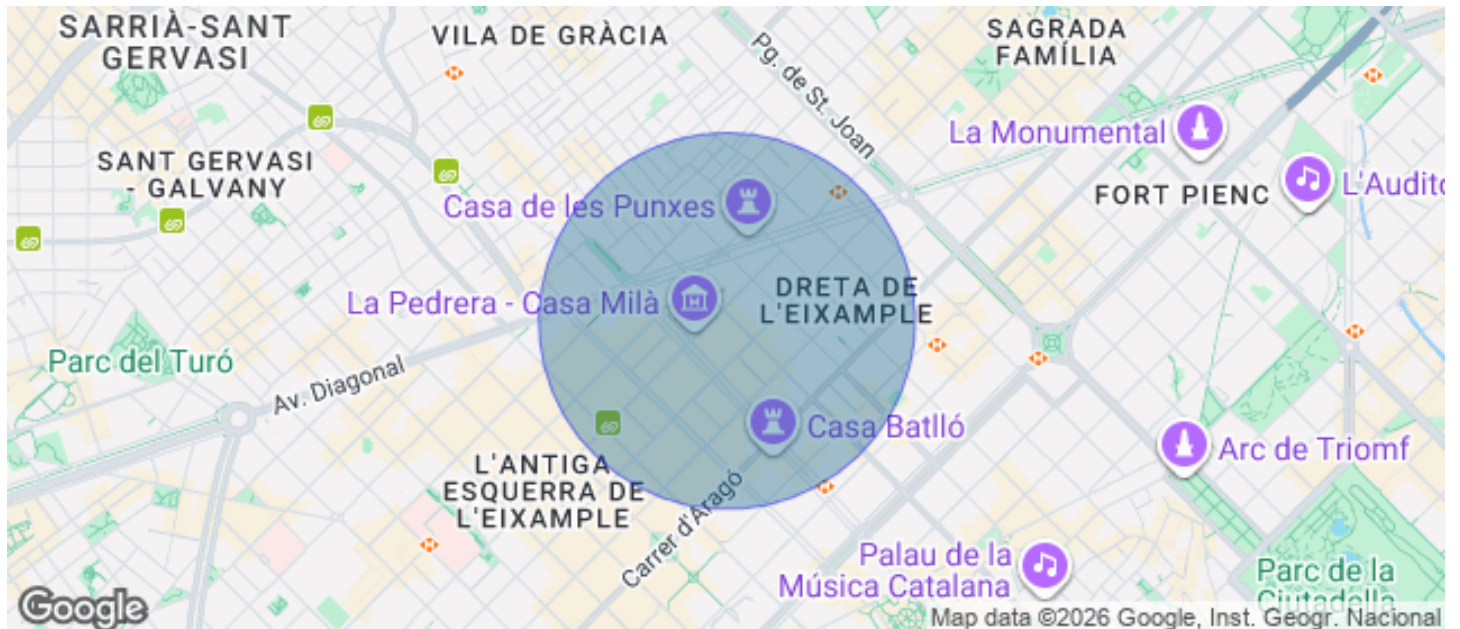 SARRIÀ-SANT
GERVASI
VILA DE GRÀCIA
SAGRADA
FAMÍLIA
Pg. de St. Joan
La Monumental
SANT GERVASI
- GALVANY
Casa de les Punxes
FORT PIENC
L'Audito
La Pedrera - Casa Milà
DRETA DE
L'EIXAMPLE
Parc del Turó
Av. Diagonal
Casa Batlló
Arc de Triomf
L'ANTIGA
ESQUERRA DE
L'EIXAMPLE
Carrer d'Aragó
Palau de la
Música Catalana
Parc de la
Ciutadella
Google
Map data ©2026 Google, Inst. Geogr. Nacional